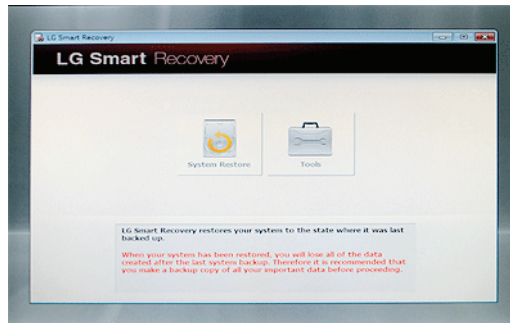 LG Smart Recovery
LG Smart Recovery
System Restore
Tools
LG Smart Recovery restores your system to the state where it was last
backed up.
When your system has been restored, you will lose all of the data
created after the last system backup. Therefore it is recommended that
you make a backup copy of all your important data before proceeding.